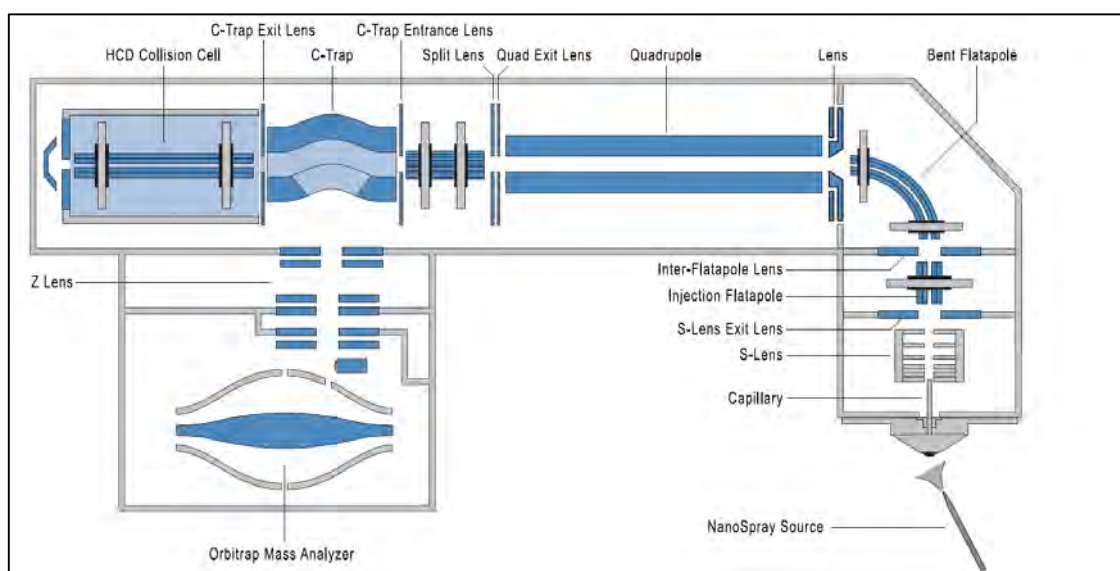 C-Trap Exit Lens
C-Trap Entrance Lens
HCD Collision Cell
C-Trap
Split Lens
Quad Exit Lens
Quadrupole
Lens
Bent Flatapole
Z Lens
Inter-Flatapole Lens
Injection Flatapole
S-Lens Exit Lens
S-Lens
Capillary
NanoSpray Source
Orbitrap Mass Analyzer